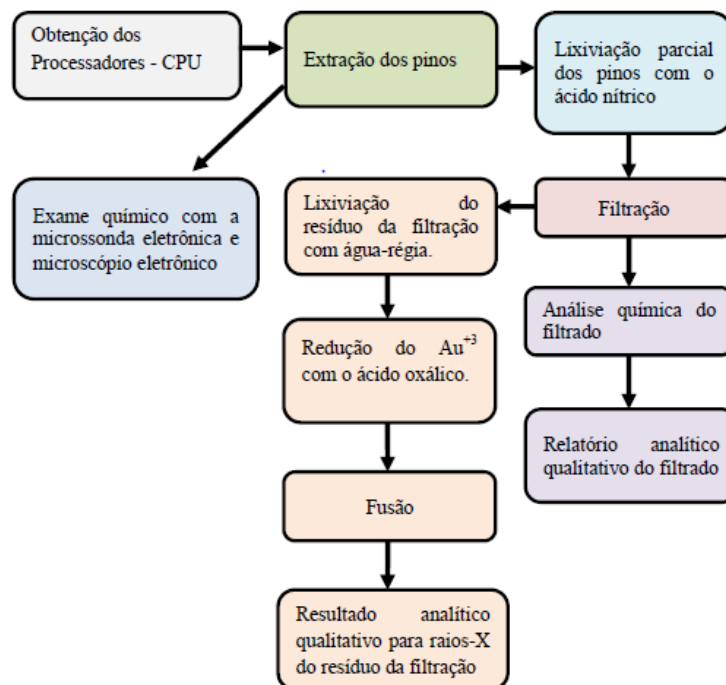 Obtenção dos
Processadores - CPU
Extração dos pinos
Lixiviação parcial
dos pinos com o
ácido nítrico
Exame químico com a
microssonda eletrônica e
microscópio eletrônico
Lixiviação do
resíduo da filtração
com água-régia.
Filtração
Análise química do
filtrado
Redução do Au+3
com o ácido oxálico.
Relatório analítico
qualitativo do filtrado
Fusão
Resultado analítico
qualitativo para raios-X
do resíduo da filtração